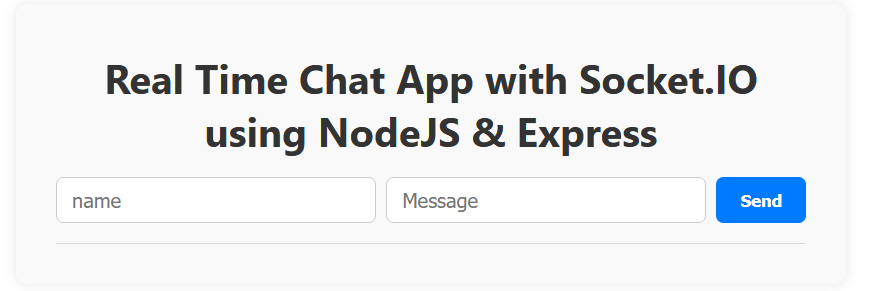 Real Time Chat App with Socket.IO
using NodeJS & Express
name
Message
Send